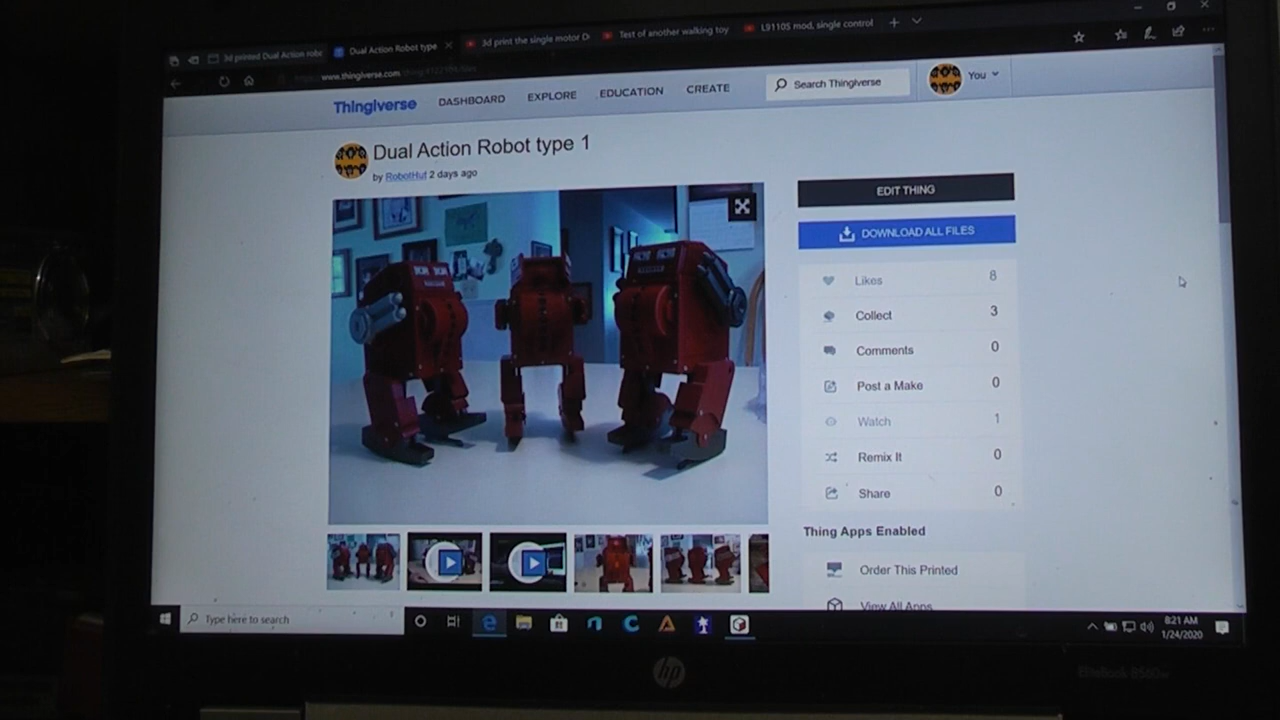 3d printed Dual Action robo
Dual Action Robot type
3d print the single motor D
Test of another walking toy
L9110S mod, single control
www.thingiverse.com
Thingiverse
DASHBOARD
EXPLORE
EDUCATION
CREATE
Search Thingiverse
You
Dual Action Robot type 1
by RobotHut 2 days ago
EDIT THING
DOWNLOAD ALL FILES
Likes 8
Collect 3
Comments 0
Post a Make 0
Watch 1
Remix It 0
Share 0
Thing Apps Enabled
Order This Printed
View All Apps
Type here to search
8:21 AM
1/24/2020
hp
EliteBook